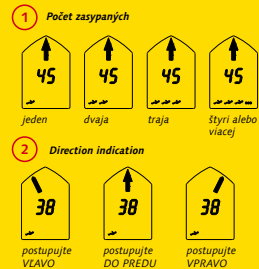 1 Počet zasypaných
45 45 45 45
jeden dvaja traja štyri alebo
viacej
2 Direction indication
38 38 38
postupujte postupujte postupujte
VĽAVO DO PREDU VPRAVO